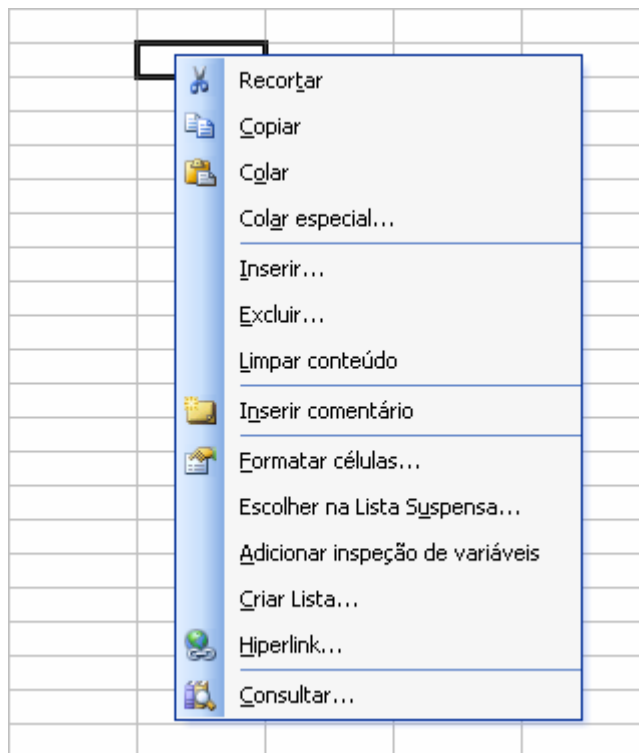 Recortar
Copiar
Colar
Colar especial...
Inserir...
Excluir...
Limpar conteúdo
Inserir comentário
Formatar células...
Escolher na Lista Suspensa...
Adicionar inspeção de variáveis
Criar Lista...
Hiperlink...
Consultar...